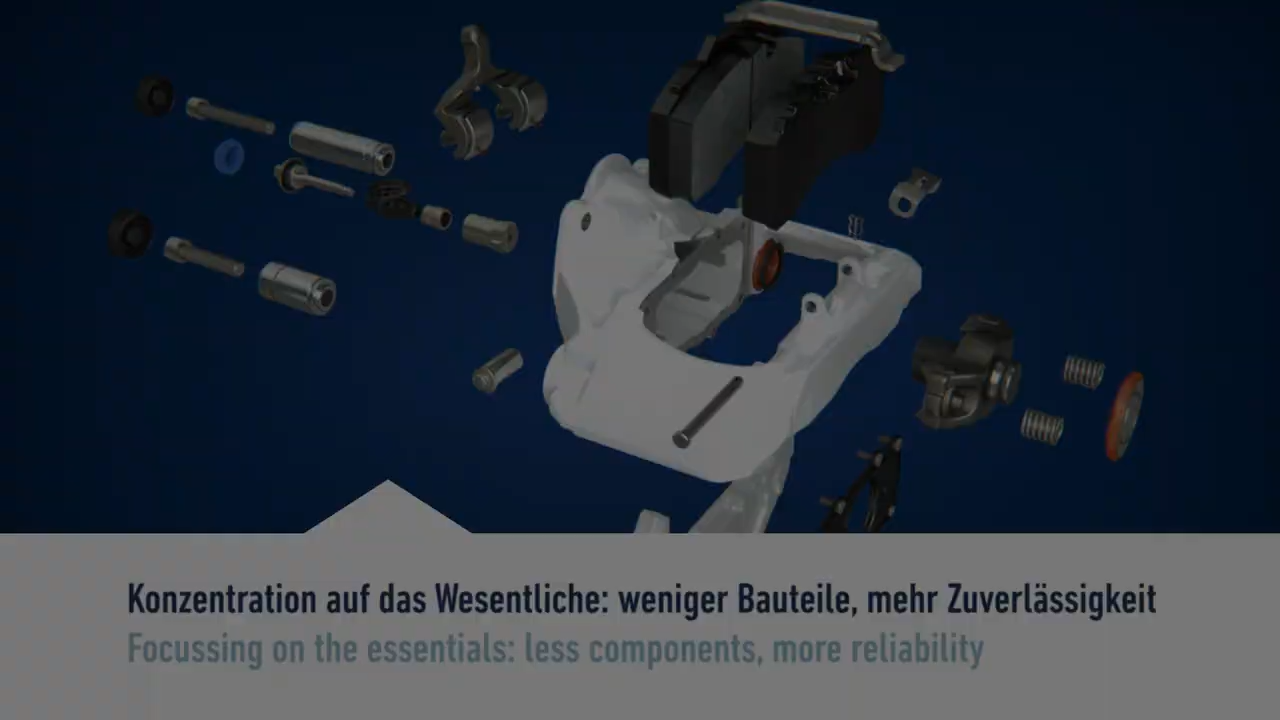 Konzentration auf das Wesentliche: weniger Bauteile, mehr Zuverlässigkeit
Focussing on the essentials: less components, more reliability